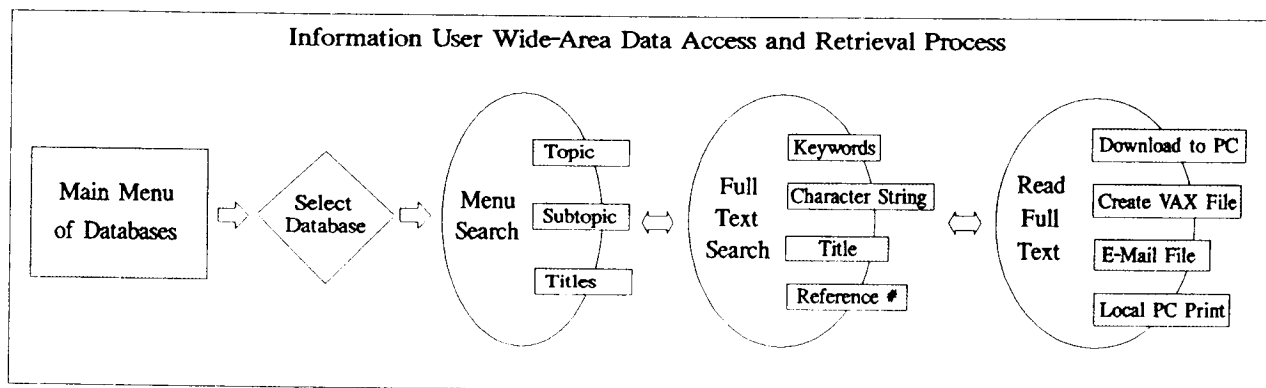 Information User Wide-Area Data Access and Retrieval Process
Main Menu
of Databases
Select
Database
Menu
Search
Topic
Subtopic
Titles
Full
Text
Search
Keywords
Character String
Title
Reference #
Read
Full
Text
Download to PC
Create VAX File
E-Mail File
Local PC Print